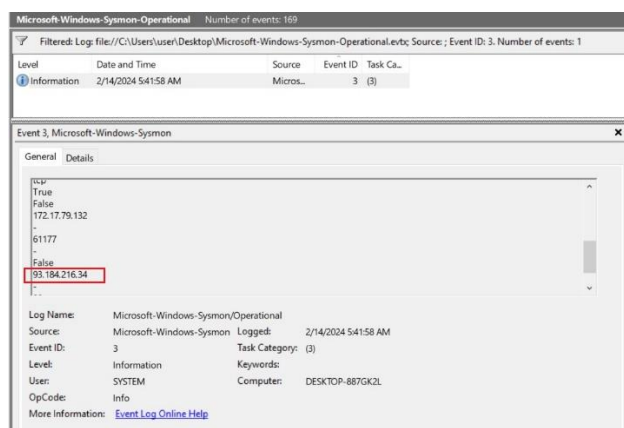 Microsoft-Windows-Sysmon-Operational Number of events: 169
Filtered: Log: file://C:\Users\user\Desktop\Microsoft-Windows-Sysmon-Operational.evtx; Source: ; Event ID: 3. Number of events: 1
Level Date and Time Source Event ID Task Ca...
Information 2/14/2024 5:41:58 AM Micros... 3 (3)
Event 3, Microsoft-Windows-Sysmon
General Details
tcp
True
False
172.17.79.132
-
61177
-
False
93.184.216.34
-
Log Name: Microsoft-Windows-Sysmon/Operational
Source: Microsoft-Windows-Sysmon Logged: 2/14/2024 5:41:58 AM
Event ID: 3 Task Category: (3)
Level: Information Keywords:
User: SYSTEM Computer: DESKTOP-887GK2L
OpCode: Info
More Information: Event Log Online Help